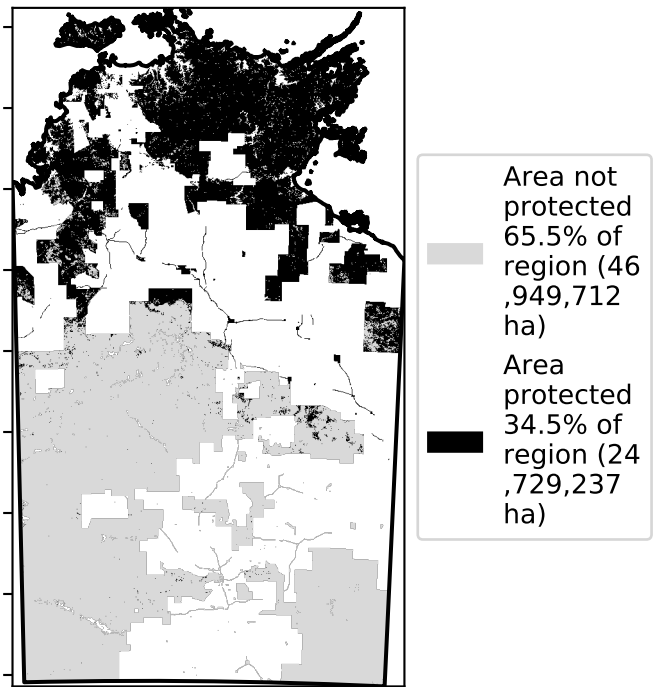 Area not
protected
65.5% of
region (46
,949,712
ha)
Area
protected
34.5% of
region (24
,729,237
ha)